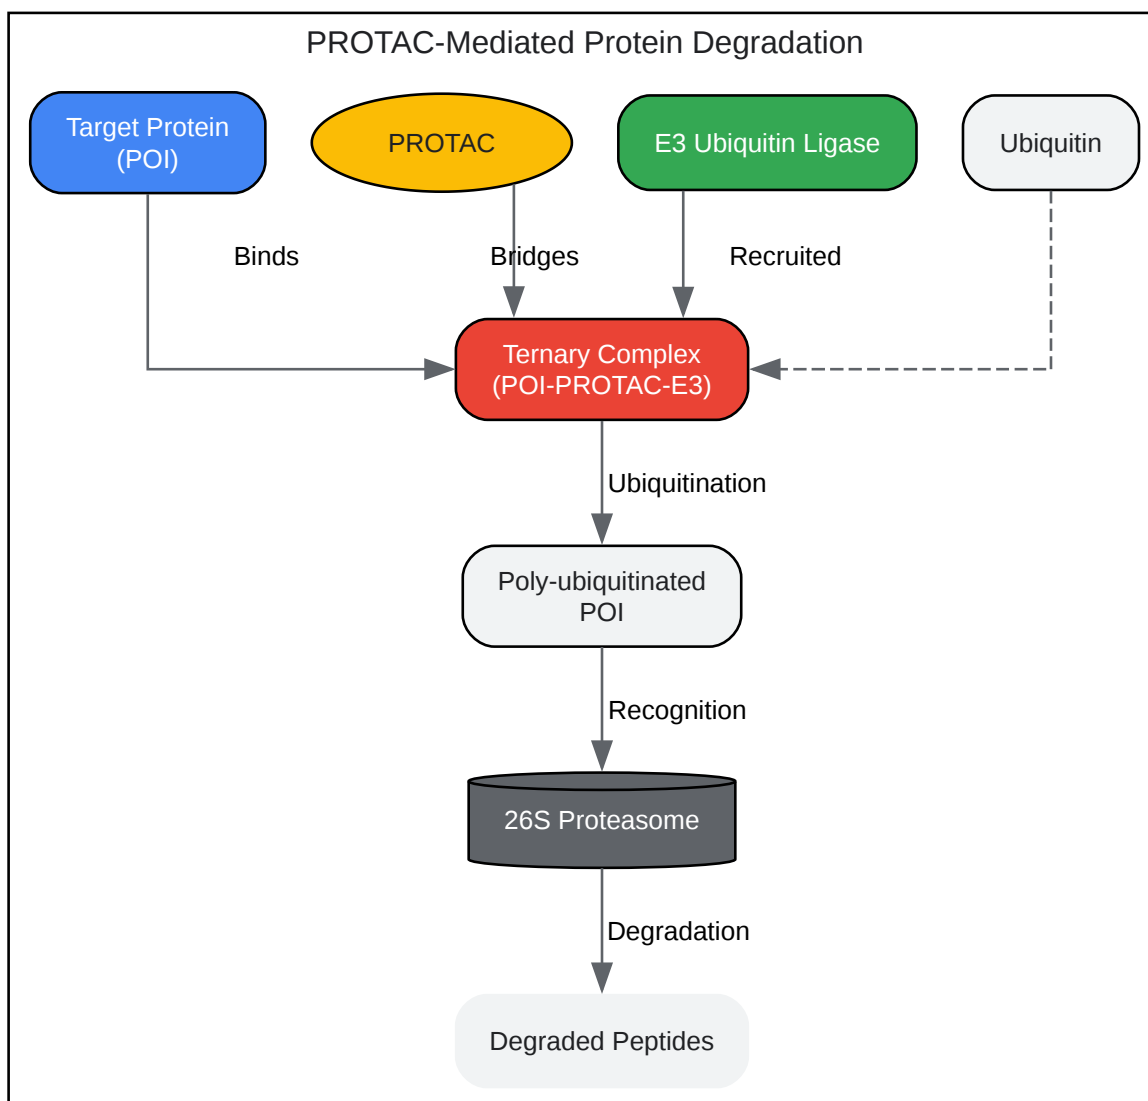 PROTAC-Mediated Protein Degradation
Target Protein
(POI)
PROTAC
E3 Ubiquitin Ligase
Ubiquitin
Binds
Bridges
Recruited
Ternary Complex
(POI-PROTAC-E3)
Ubiquitination
Poly-ubiquitinated
POI
Recognition
26S Proteasome
Degradation
Degraded Peptides